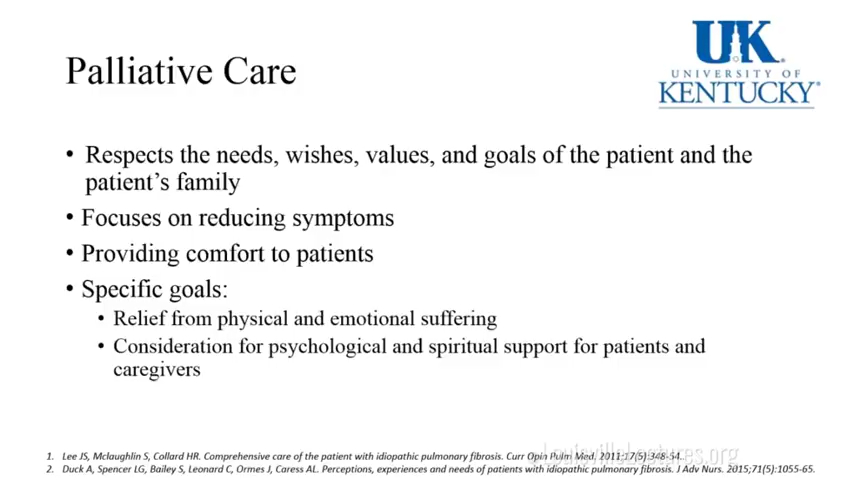 Palliative Care
UK
UNIVERSITY OF
KENTUCKY
• Respects the needs, wishes, values, and goals of the patient and the
patient's family
• Focuses on reducing symptoms
• Providing comfort to patients
• Specific goals:
• Relief from physical and emotional suffering
• Consideration for psychological and spiritual support for patients and
caregivers
LouisvilleLectures.org
1. Lee JS, Mclaughlin S, Collard HR. Comprehensive care of the patient with idiopathic pulmonary fibrosis. Curr Opin Pulm Med. 2011;17(5):348-54..
2. Duck A, Spencer LG, Bailey S, Leonard C, Ormes J, Caress AL. Perceptions, experiences and needs of patients with idiopathic pulmonary fibrosis. J Adv Nurs. 2015;71(5):1055-65.